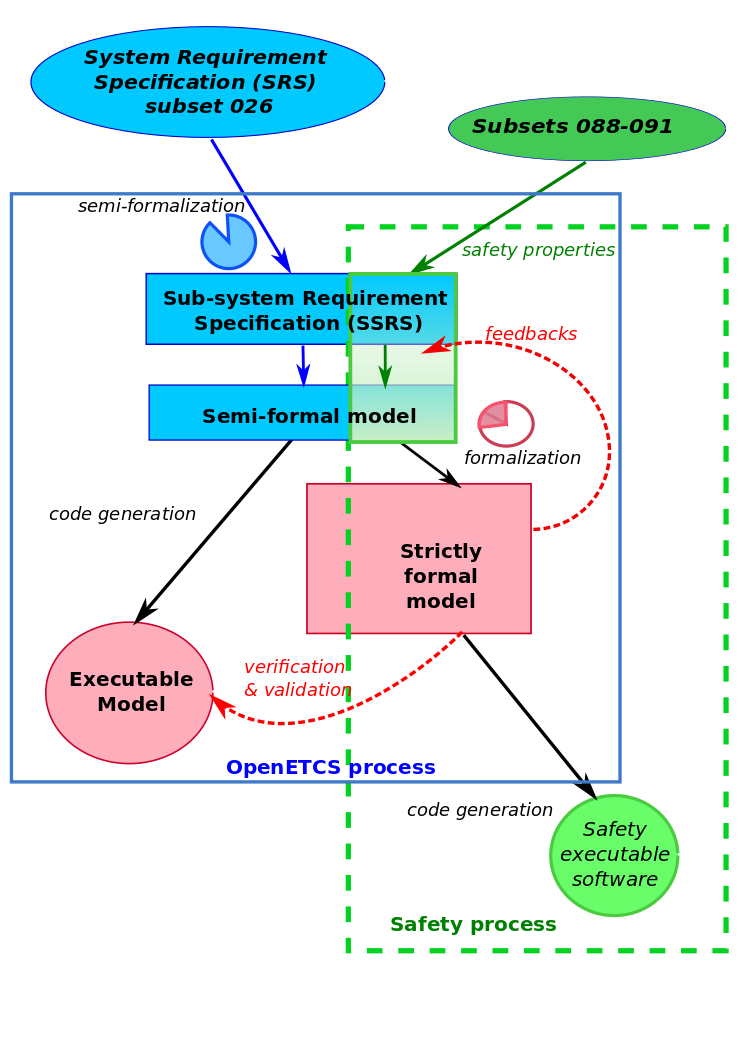 System Requirement
Specification (SRS)
subset 026
Subsets 088-091
semi-formalization
safety properties
Sub-system Requirement
Specification (SSRS)
feedbacks
Semi-formal model
formalization
code generation
Strictly
formal
model
verification
& validation
Executable
Model
OpenETCS process
code generation
Safety
executable
software
Safety process